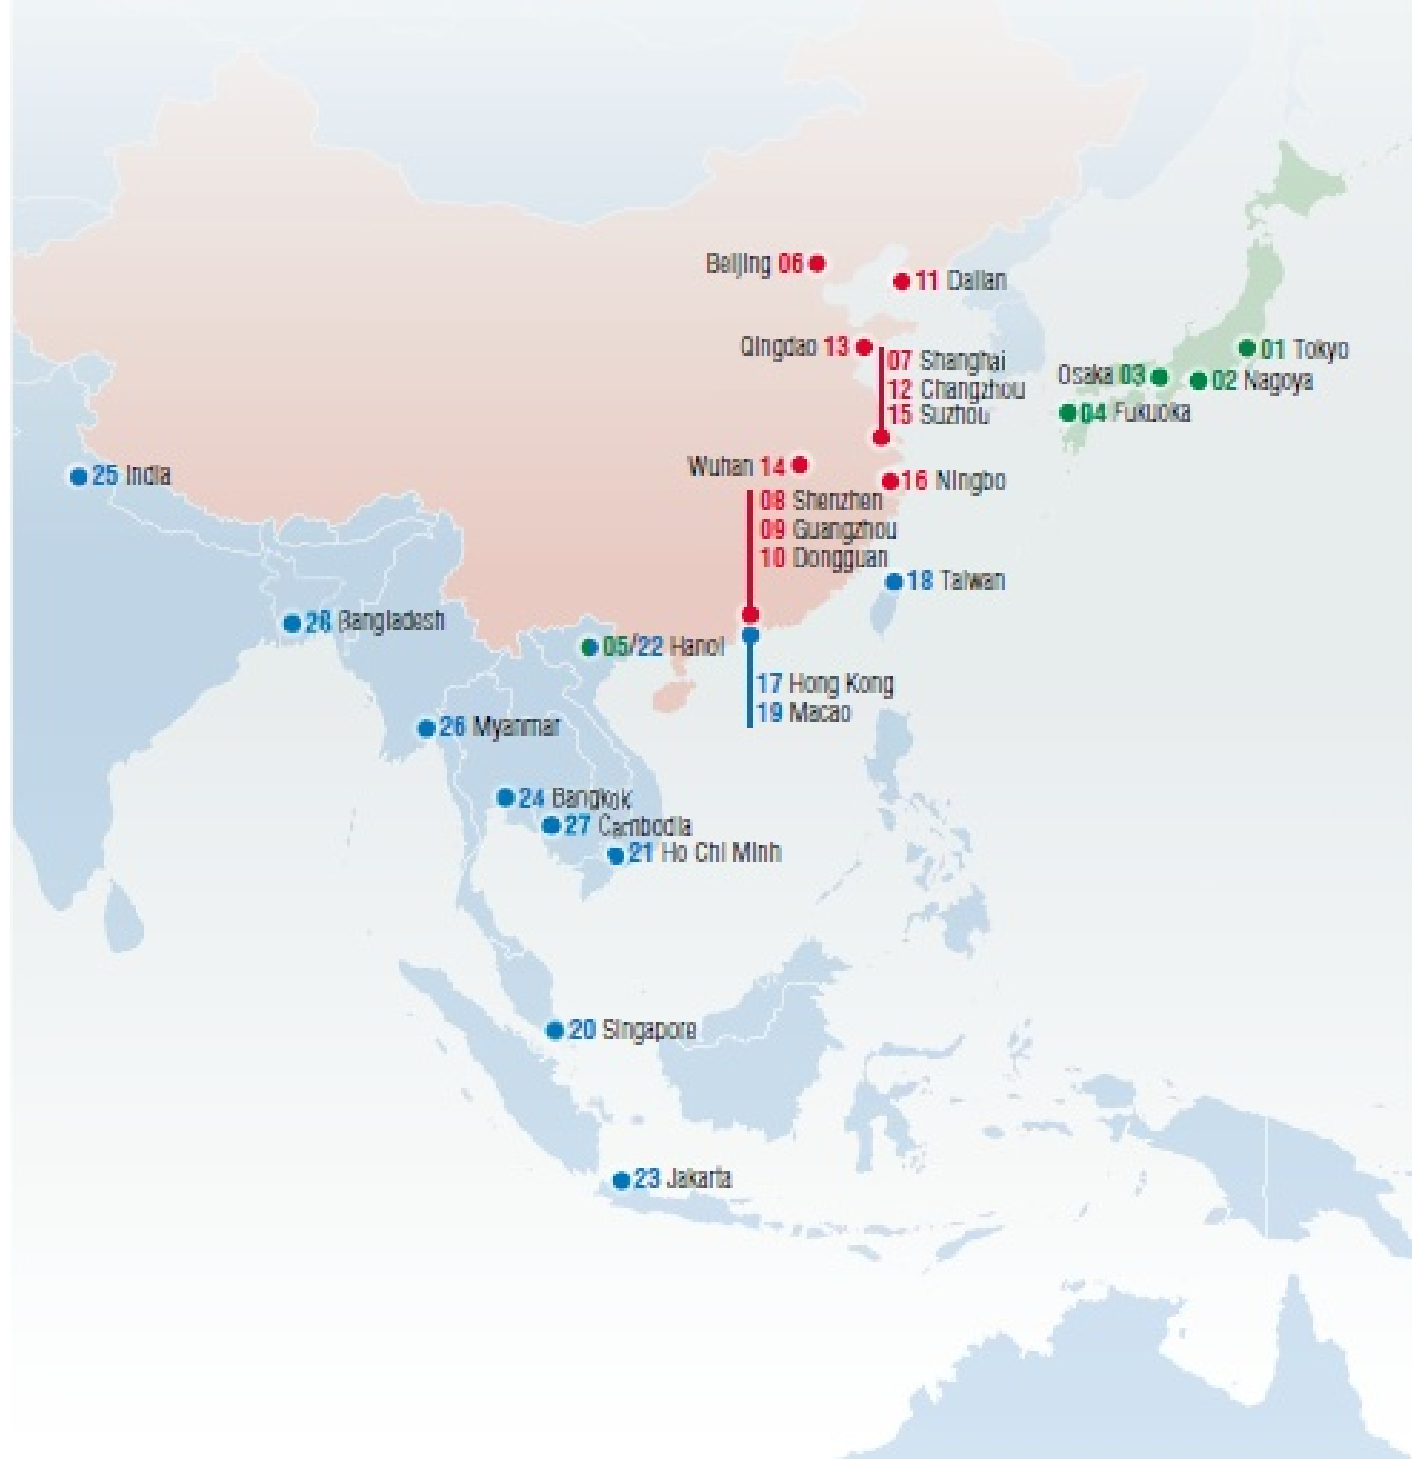 Beijing 06
11 Dalian
Qingdao 13
07 Shanghai
12 Changzhou
15 Suzhou
01 Tokyo
Osaka 03
02 Nagoya
04 Fukuoka
25 India
Wuhan 14
16 Ningbo
08 Shenzhen
09 Guangzhou
10 Dongguan
18 Taiwan
28 Bangladesh
05/22 Hanoi
17 Hong Kong
19 Macao
26 Myanmar
24 Bangkok
27 Cambodia
21 Ho Chi Minh
20 Singapore
23 Jakarta